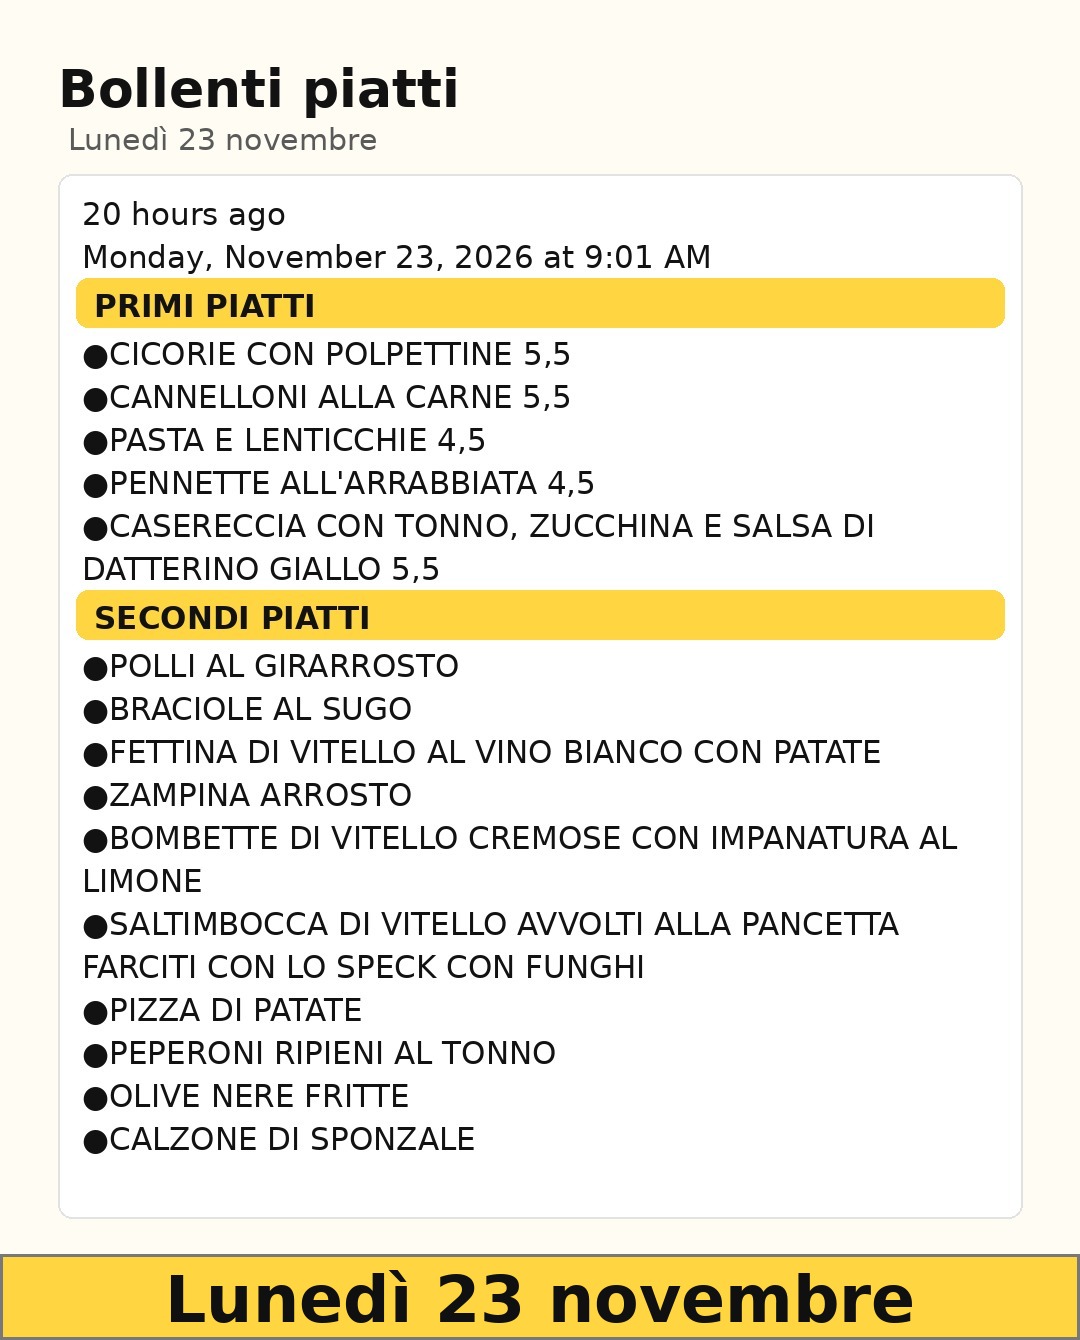 Bollenti piatti
Lunedì 23 novembre
20 hours ago
Monday, November 23, 2026 at 9:01 AM
PRIMI PIATTI
●CICORIE CON POLPETTINE 5,5
●CANNELLONI ALLA CARNE 5,5
●PASTA E LENTICCHIE 4,5
●PENNETTE ALL'ARRABBIATA 4,5
●CASERECCIA CON TONNO, ZUCCHINA E SALSA DI
DATTERINO GIALLO 5,5
SECONDI PIATTI
●POLLI AL GIRARROSTO
●BRACIOLE AL SUGO
●FETTINA DI VITELLO AL VINO BIANCO CON PATATE
●ZAMPINA ARROSTO
●BOMBETTE DI VITELLO CREMOSE CON IMPANATURA AL
LIMONE
●SALTIMBOCCA DI VITELLO AVVOLTI ALLA PANCETTA
FARCITI CON LO SPECK CON FUNGHI
●PIZZA DI PATATE
●PEPERONI RIPIENI AL TONNO
●OLIVE NERE FRITTE
●CALZONE DI SPONZALE
Lunedì 23 novembre